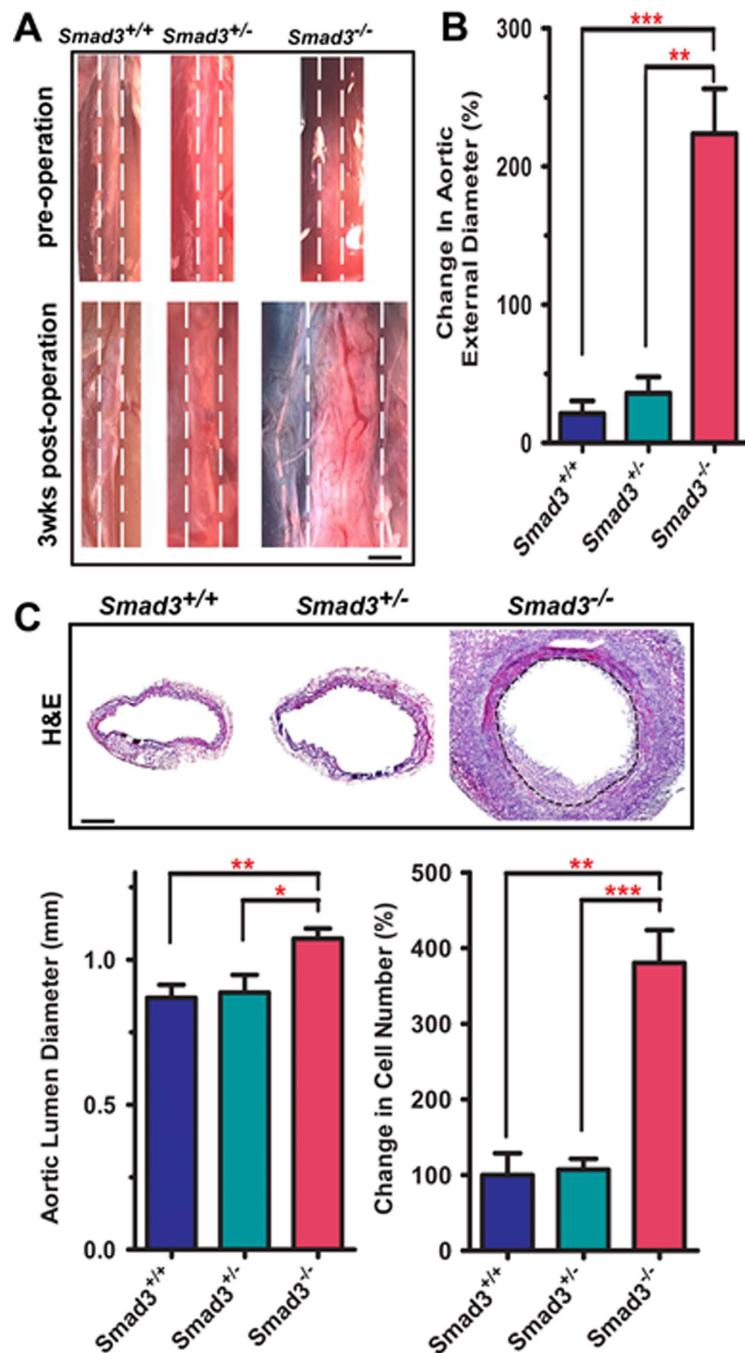 A
Smad3+/+ Smad3+/- Smad3-/-
pre-operation
3wks post-operation
B
***
**
Change In Aortic
External Diameter (%)
300
200
100
0
Smad3+/+
Smad3+/-
Smad3-/-
C
Smad3+/+ Smad3+/- Smad3-/-
H&E
**
*
Aortic Lumen Diameter (mm)
1.0
0.5
0.0
Smad3+/+
Smad3+/-
Smad3-/-
**
***
Change in Cell Number (%)
500
400
300
200
100
0
Smad3+/+
Smad3+/-
Smad3-/-